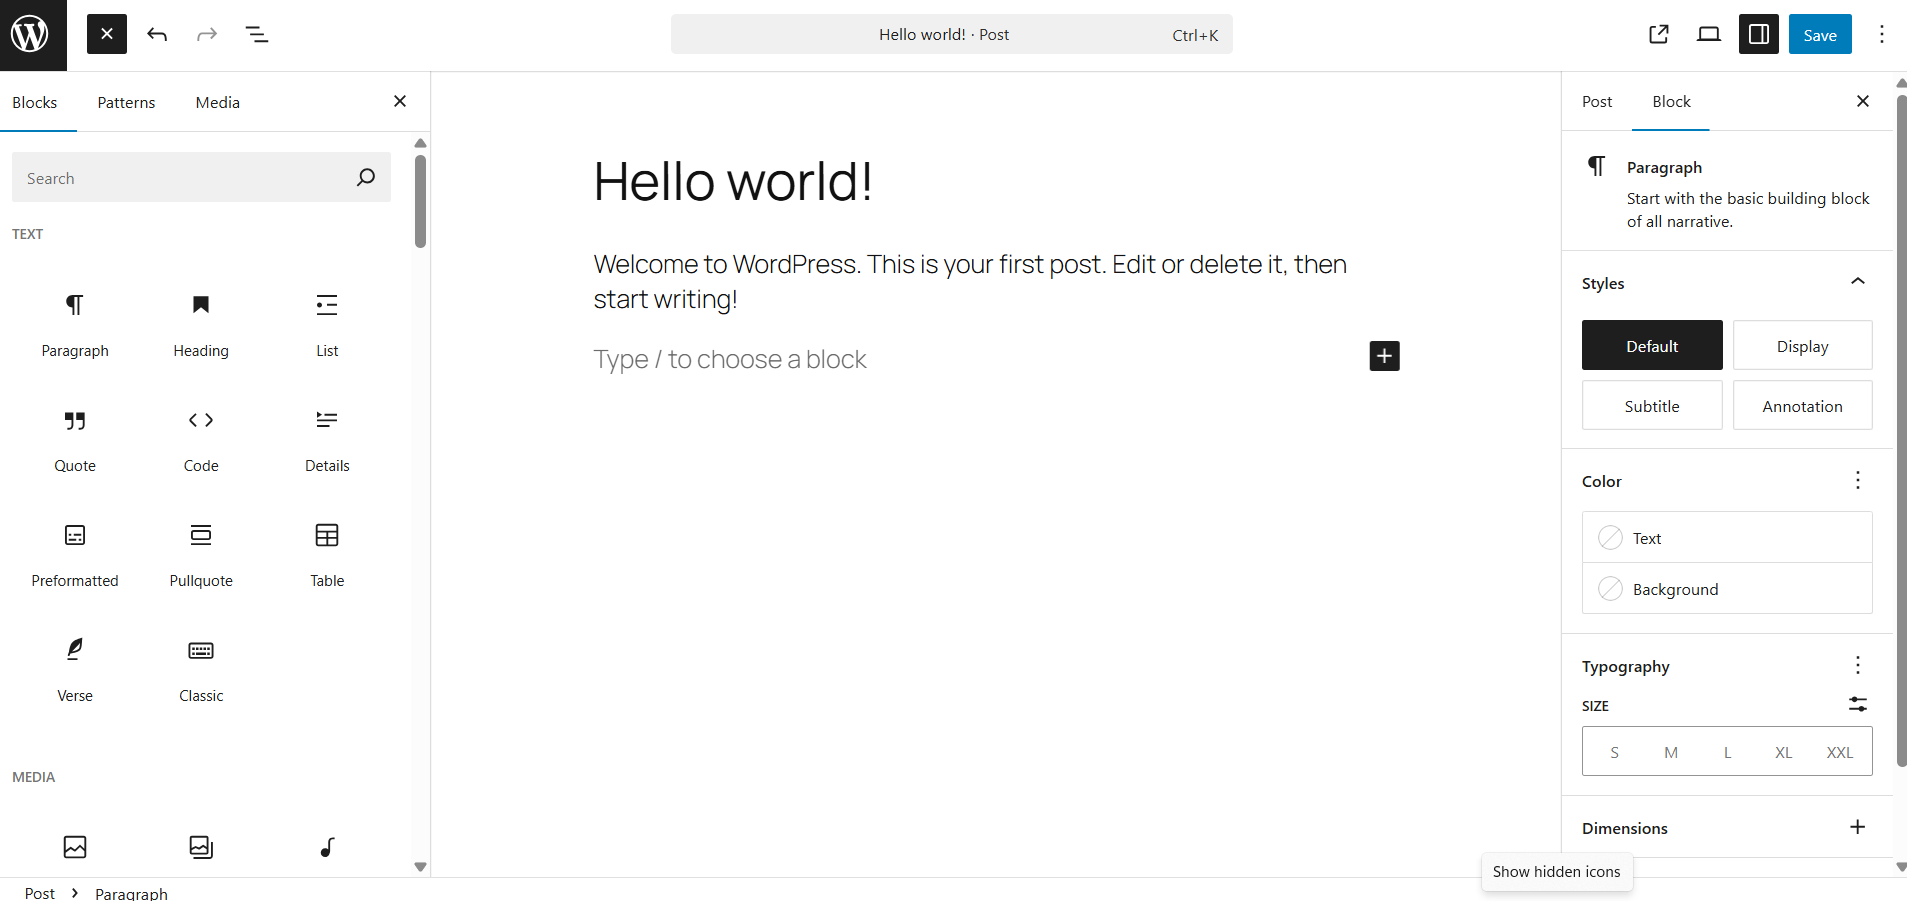 Hello world! · Post
Ctrl+K
Save
Blocks
Patterns
Media
Search
TEXT
Paragraph
Heading
List
Quote
Code
Details
Preformatted
Pullquote
Table
Verse
Classic
MEDIA
Hello world!
Welcome to WordPress. This is your first post. Edit or delete it, then
start writing!
Type / to choose a block
Post
Block
Paragraph
Start with the basic building block
of all narrative.
Styles
Default
Display
Subtitle
Annotation
Color
Text
Background
Typography
SIZE
S
M
L
XL
XXL
Dimensions
Show hidden icons
Post
Paragraph